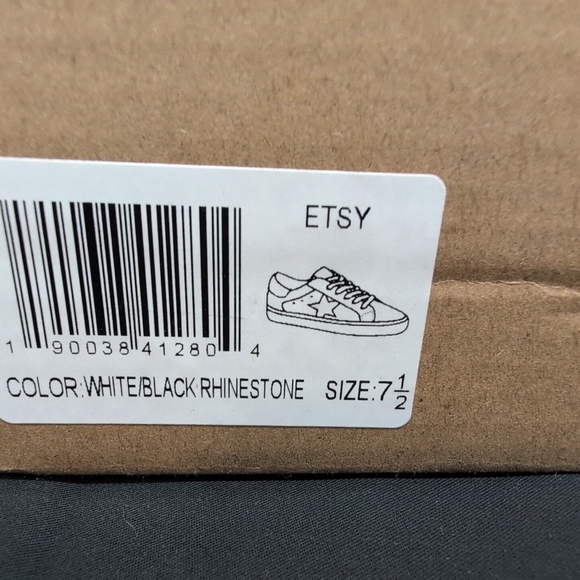 ETSY
1 90038 41280 4
COLOR:WHITE/BLACK RHINESTONE SIZE:7 1/2